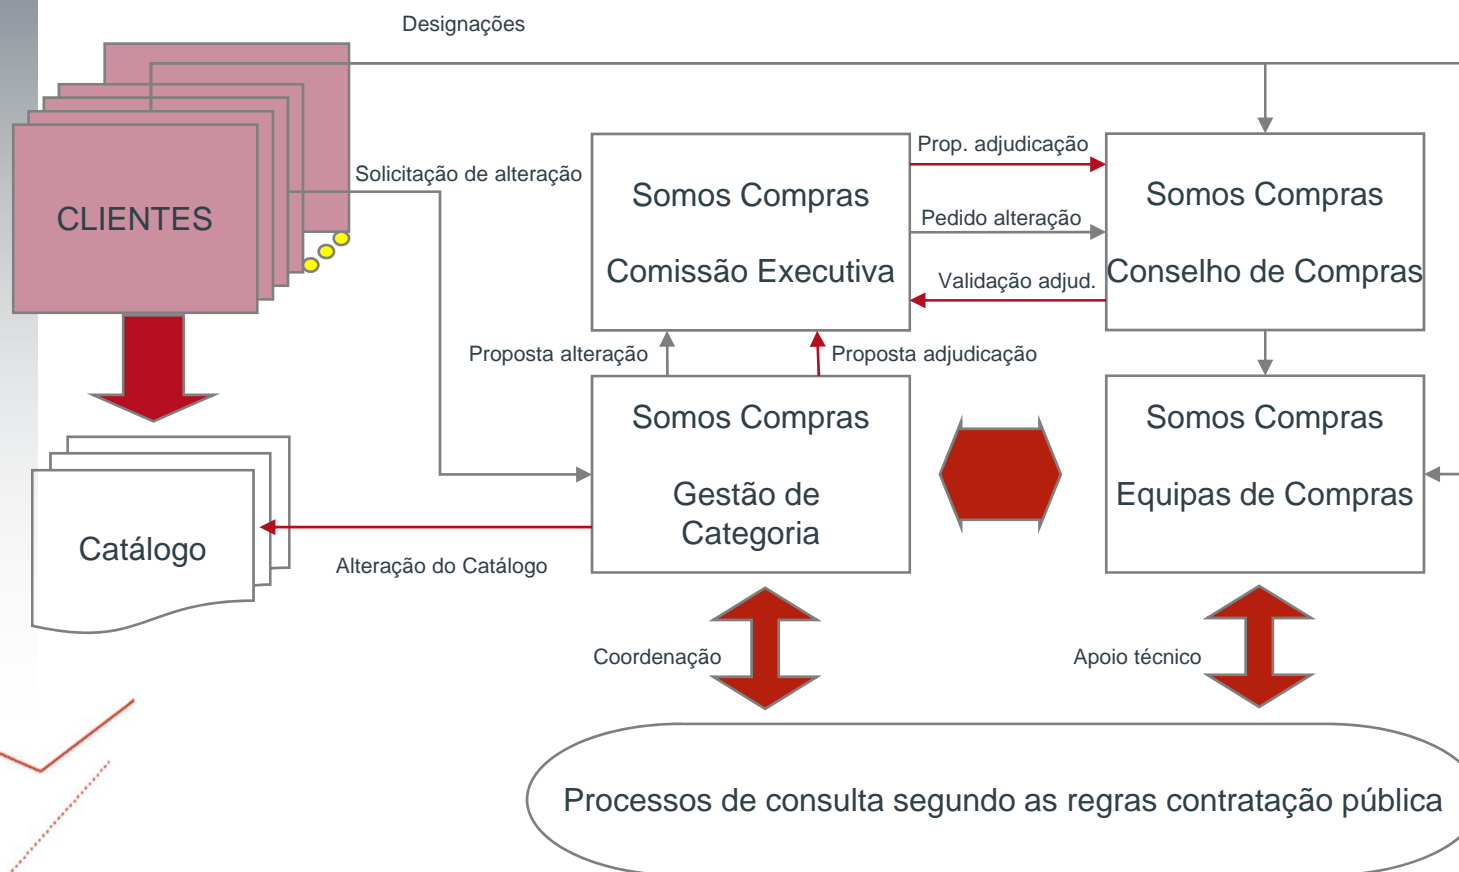 Designações
Prop. adjudicação
Solicitação de alteração
Somos Compras
Somos Compras
CLIENTES
Pedido alteração
Comissão Executiva
Conselho de Compras
Validação adjud.
Proposta alteração
Proposta adjudicação
Somos Compras
Somos Compras
Gestão de
Categoria
Equipas de Compras
Catálogo
Alteração do Catálogo
Coordenação
Apoio técnico
Processos de consulta segundo as regras contratação pública